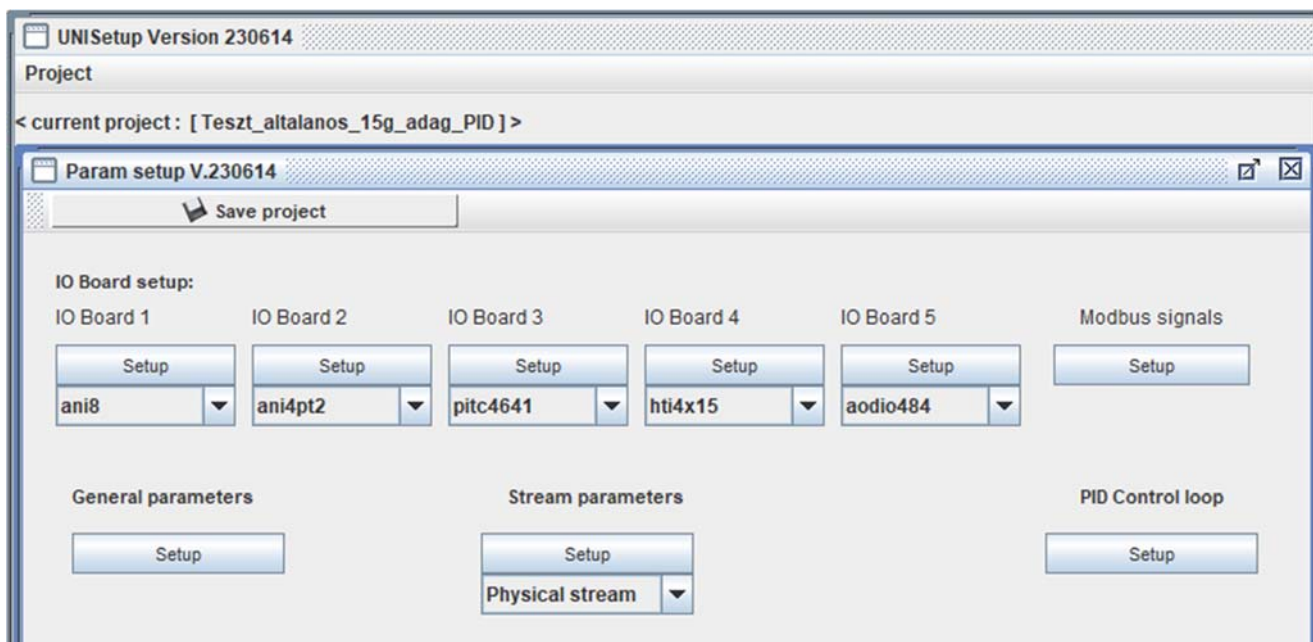 UNISetup Version 230614
Project
< current project : [ Teszt_altalanos_15g_adag_PID ] >
Param setup V.230614
Save project
IO Board setup:
IO Board 1 IO Board 2 IO Board 3 IO Board 4 IO Board 5 Modbus signals
Setup Setup Setup Setup Setup Setup
ani8 ani4pt2 pitc4641 hti4x15 aodio484
General parameters Stream parameters PID Control loop
Setup Setup Setup
Physical stream